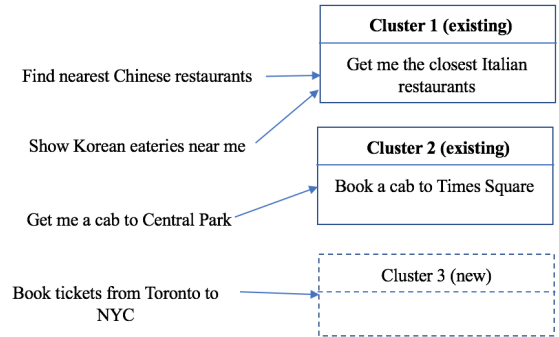 Cluster 1 (existing)
Get me the closest Italian
restaurants
Find nearest Chinese restaurants
Show Korean eateries near me
Cluster 2 (existing)
Book a cab to Times Square
Get me a cab to Central Park
Cluster 3 (new)
Book tickets from Toronto to
NYC